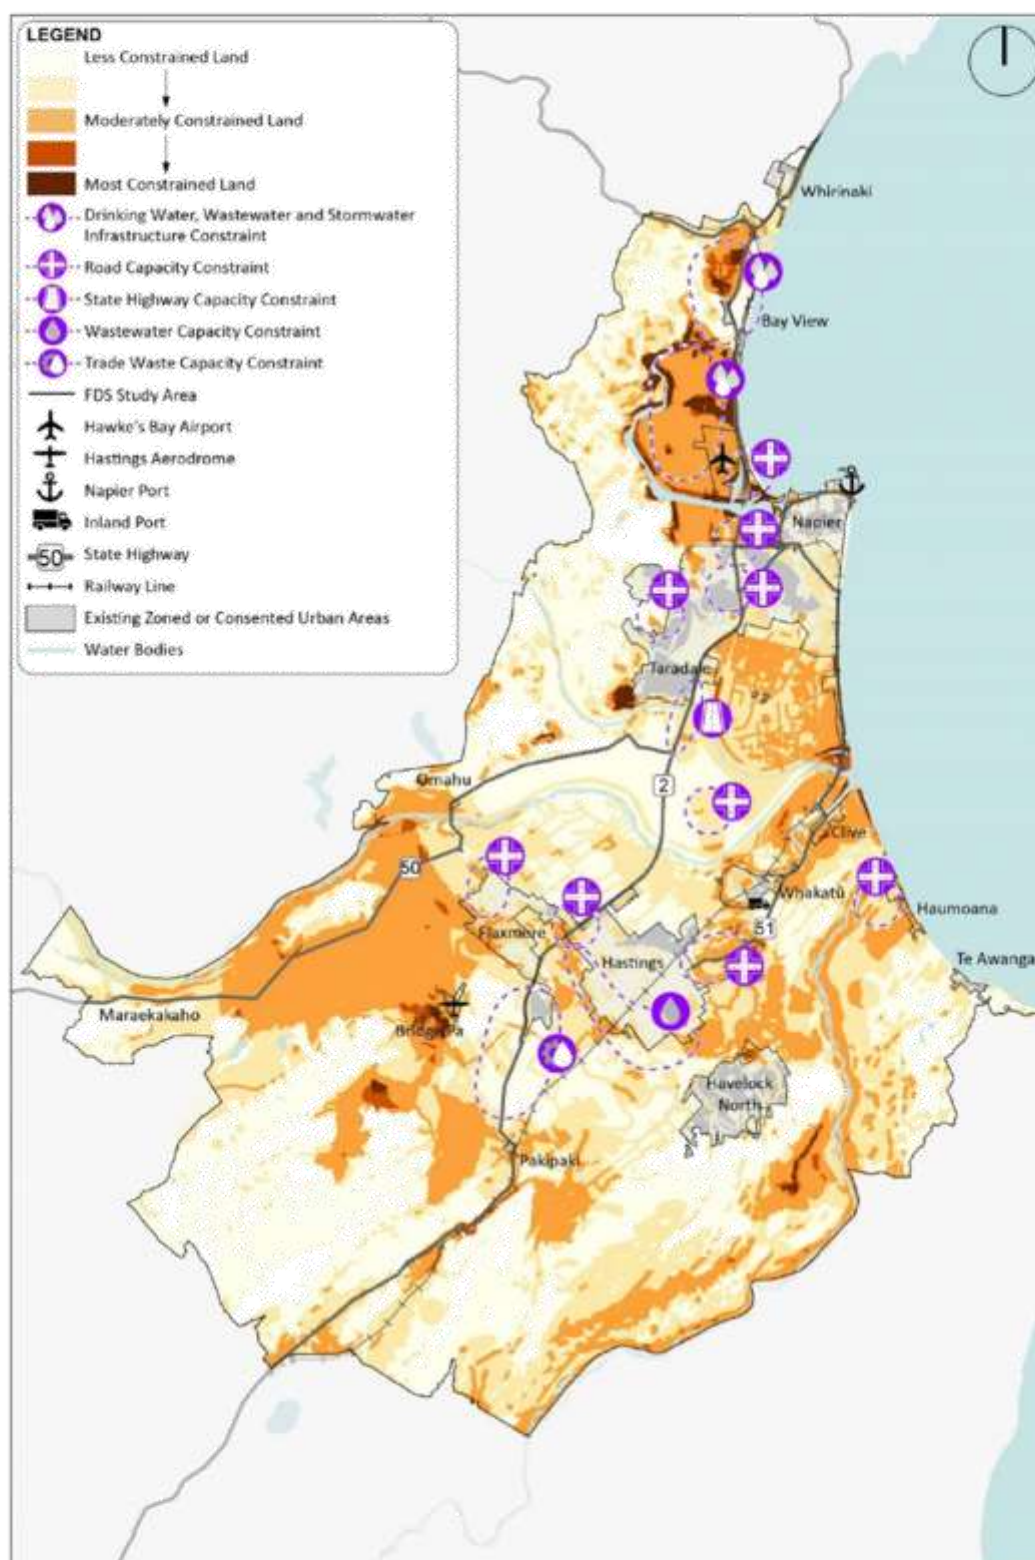 LEGEND
Less Constrained Land
Moderately Constrained Land
Most Constrained Land
Drinking Water, Wastewater and Stormwater
Infrastructure Constraint
Road Capacity Constraint
State Highway Capacity Constraint
Wastewater Capacity Constraint
Trade Waste Capacity Constraint
FDS Study Area
Hawke's Bay Airport
Hastings Aerodrome
Napier Port
Inland Port
50
State Highway
Railway Line
Existing Zoned or Consented Urban Areas
Water Bodies
Whirinaki
Bay View
Napier
Taradale
Omahu
2
Clive
50
Whakatū
Haumoana
Flaxmere
51
Hastings
Te Awanga
Maraekakaho
Bridge Pa
Havelock
North
Pakipaki